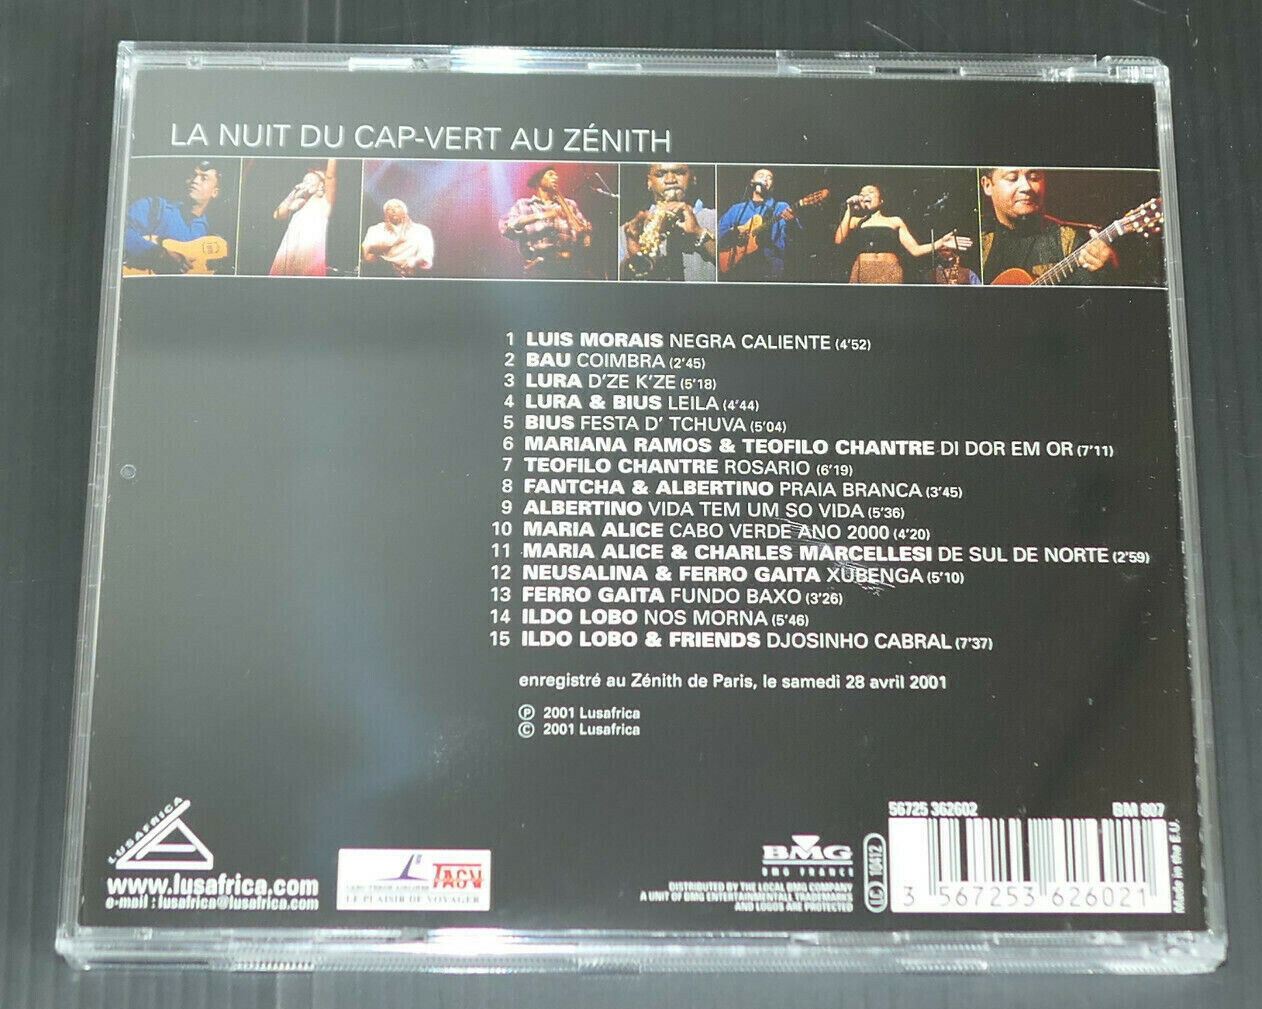 LA NUIT DU CAP-VERT AU ZÉNITH
1 LUIS MORAIS NEGRA CALIENTE (4'52)
2 BAU COIMBRA (2'45)
3 LURA D'ZE K'ZE (5'18)
4 LURA & BIUS LEILA (4'44)
5 BIUS FESTA D' TCHUVA (5'04)
6 MARIANA RAMOS & TEOFILO CHANTRE DI DOR EM OR (7'11)
7 TEOFILO CHANTRE ROSARIO (6'19)
8 FANTCHA & ALBERTINO PRAIA BRANCA (3'45)
9 ALBERTINO VIDA TEM UM SO VIDA (5'36)
10 MARIA ALICE CABO VERDE ANO 2000 (4'20)
11 MARIA ALICE & CHARLES MARCELLESI DE SUL DE NORTE (2'59)
12 NEUSALINA & FERRO GAITA XUBENGA (5'10)
13 FERRO GAITA FUNDO BAXO (3'26)
14 ILDO LOBO NOS MORNA (5'46)
15 ILDO LOBO & FRIENDS DJOSINHO CABRAL (7'37)
enregistré au Zénith de Paris, le samedi 28 avril 2001
℗ 2001 Lusafrica
© 2001 Lusafrica
LUSAFRICA
www.lusafrica.com
e-mail : lusafrica@lusafrica.com
TAGV
LE PLAISIR DE VOYAGER
BMG
BMG FRANCE
DISTRIBUTED BY THE LOCAL BMG COMPANY
A UNIT OF BMG ENTERTAINMENT. ALL TRADEMARKS
AND LOGOS ARE PROTECTED
LC 10412
56725 362602 BM 807
3 567253 626021
Made in the E.U.